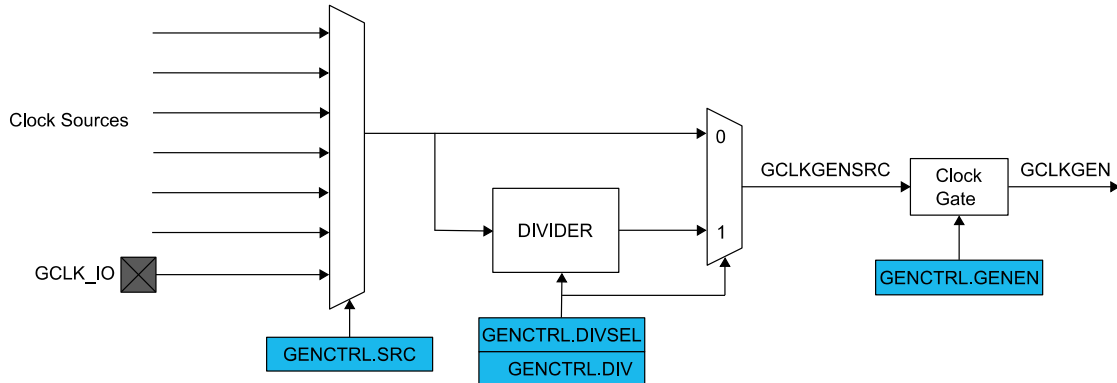 Clock Sources
GCLK_IO
GENCTRL.SRC
DIVIDER
GENCTRL.DIVSEL
GENCTRL.DIV
0
1
GCLKGENSRC
Clock
Gate
GENCTRL.GENEN
GCLKGEN